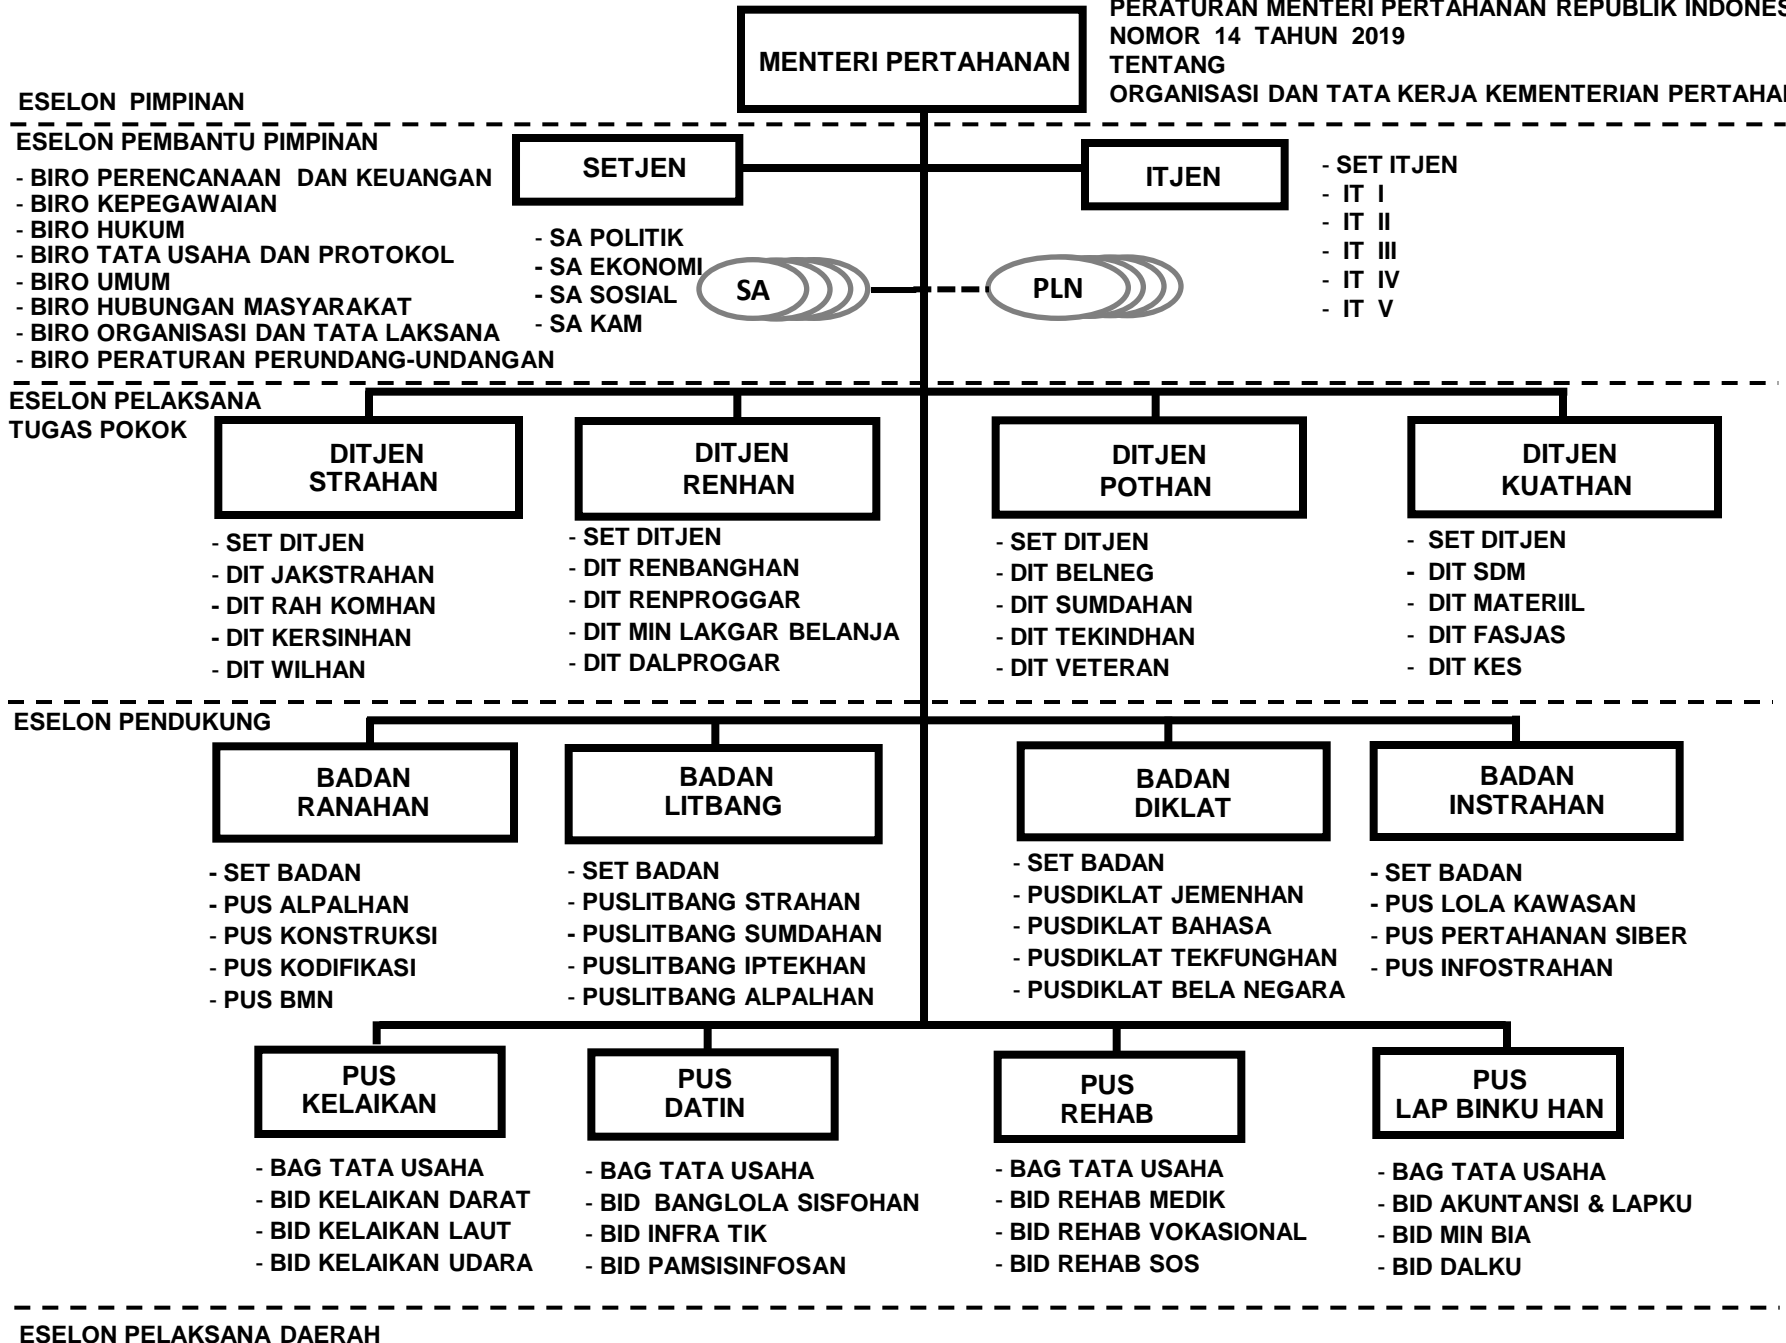 PERATURAN MENTERI PERTAHANAN REPUBLIK
NOMOR 14 TAHUN 2019
TENTANG
ORGANISASI DAN TATA KERJA KEMENTERIAN
MENTERI PERTAHANAN
ESELON PIMPINAN
ESELON PEMBANTU PIMPINAN
- BIRO PERENCANAAN DAN KEUANGAN
- BIRO KEPEGAWAIAN
- BIRO HUKUM
- BIRO TATA USAHA DAN PROTOKOL
- BIRO UMUM
- BIRO HUBUNGAN MASYARAKAT
- BIRO ORGANISASI DAN TATA LAKSANA
- BIRO PERATURAN PERUNDANG-UNDANGAN
SETJEN
- SA POLITIK
- SA EKONOMI
- SA SOSIAL
- SA KAM
SA
PLN
ITJEN
- SET ITJEN
- IT I
- IT II
- IT III
- IT IV
- IT V
ESELON PELAKSANA
TUGAS POKOK
DITJEN
STRAHAN
- SET DITJEN
- DIT JAKSTRAHAN
- DIT RAH KOMHAN
- DIT KERSINHAN
- DIT WILHAN
DITJEN
RENHAN
- SET DITJEN
- DIT RENBANGHAN
- DIT RENPROGGAR
- DIT MIN LAKGAR BELANJA
- DIT DALPROGAR
DITJEN
POTHAN
- SET DITJEN
- DIT BELNEG
- DIT SUMDAHAN
- DIT TEKINDHAN
- DIT VETERAN
DITJEN
KUATHAN
- SET DITJEN
- DIT SDM
- DIT MATERIIL
- DIT FASJAS
- DIT KES
ESELON PENDUKUNG
BADAN
RANAHAN
- SET BADAN
- PUS ALPALHAN
- PUS KONSTRUKSI
- PUS KODIFIKASI
- PUS BMN
BADAN
LITBANG
- SET BADAN
- PUSLITBANG STRAHAN
- PUSLITBANG SUMDAHAN
- PUSLITBANG IPTEKHAN
- PUSLITBANG ALPALHAN
BADAN
DIKLAT
- SET BADAN
- PUSDIKLAT JEMENHAN
- PUSDIKLAT BAHASA
- PUSDIKLAT TEKFUNGHAN
- PUSDIKLAT BELA NEGARA
BADAN
INSTRAHAN
- SET BADAN
- PUS LOLA KAWASAN
- PUS PERTAHANAN SIBER
- PUS INFOSTRAHAN
PUS
KELAIKAN
- BAG TATA USAHA
- BID KELAIKAN DARAT
- BID KELAIKAN LAUT
- BID KELAIKAN UDARA
PUS
DATIN
- BAG TATA USAHA
- BID BANGLOLA SISFOHAN
- BID INFRA TIK
- BID PAMSISINFOSAN
PUS
REHAB
- BAG TATA USAHA
- BID REHAB MEDIK
- BID REHAB VOKASIONAL
- BID REHAB SOS
PUS
LAP BINKU HAN
- BAG TATA USAHA
- BID AKUNTANSI & LAPKU
- BID MIN BIA
- BID DALKU
ESELON PELAKSANA DAERAH